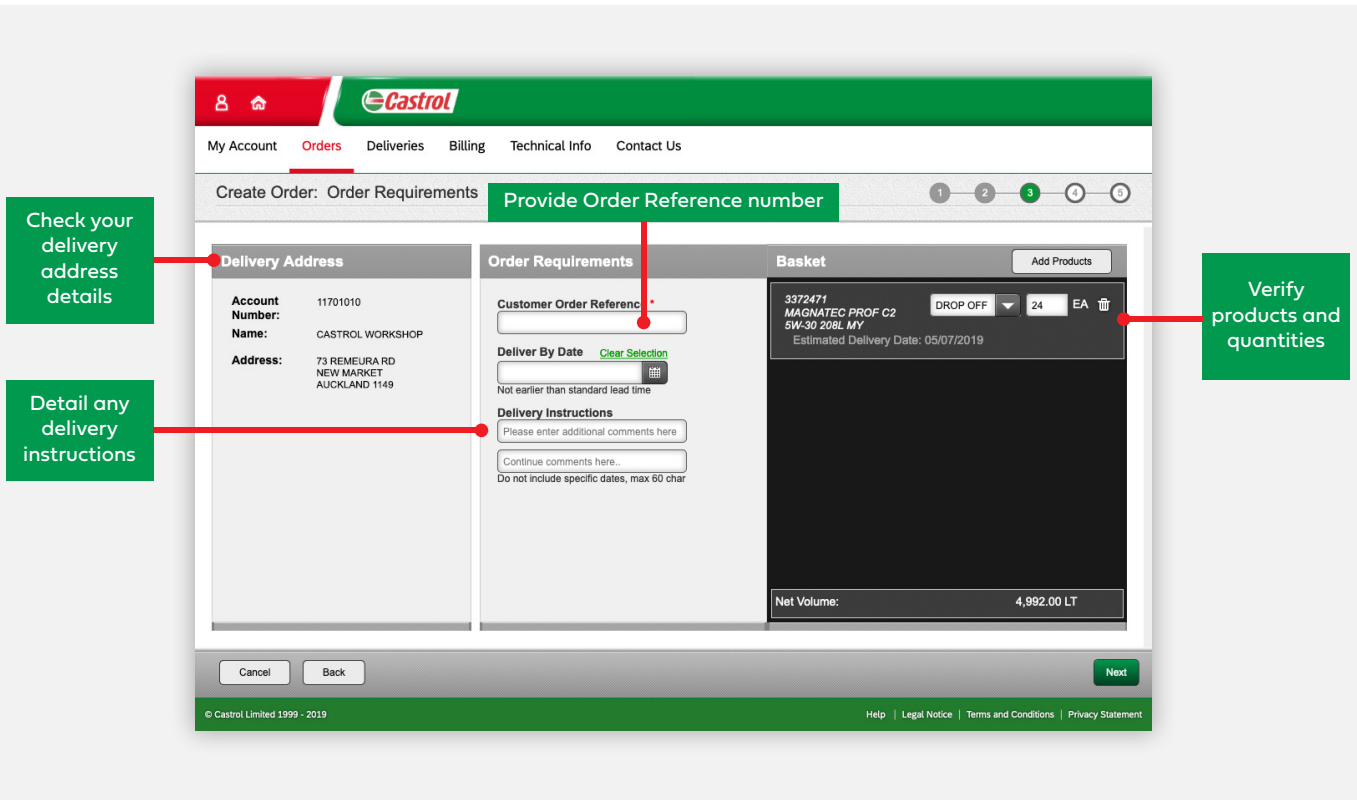 Castrol
My Account Orders Deliveries Billing Technical Info Contact Us
Create Order: Order Requirements
1 2 3 4 5
Provide Order Reference number
Check your
delivery
address
details
Detail any
delivery
instructions
Verify
products and
quantities
Delivery Address
Account
Number:
11701010
Name: CASTROL WORKSHOP
Address: 73 REMEURA RD
NEW MARKET
AUCKLAND 1149
Order Requirements
Customer Order Reference *
Deliver By Date Clear Selection
Not earlier than standard lead time
Delivery Instructions
Please enter additional comments here
Continue comments here..
Do not include specific dates, max 60 char
Basket Add Products
3372471
MAGNATEC PROF C2
5W-30 208L MY
DROP OFF 24 EA
Estimated Delivery Date: 05/07/2019
Net Volume: 4,992.00 LT
Cancel Back Next
© Castrol Limited 1999 - 2019 Help | Legal Notice | Terms and Conditions | Privacy Statement